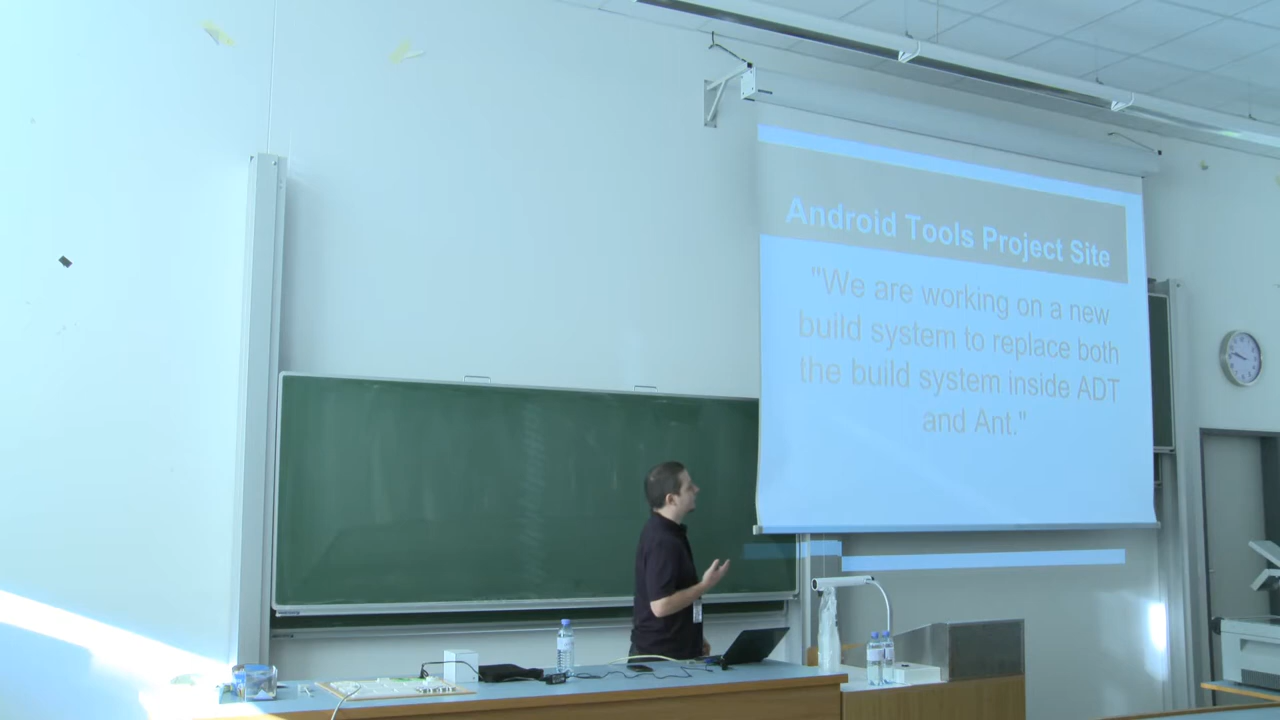 Android Tools Project Site
"We are working on a new
build system to replace both
the build system inside ADT
and Ant."